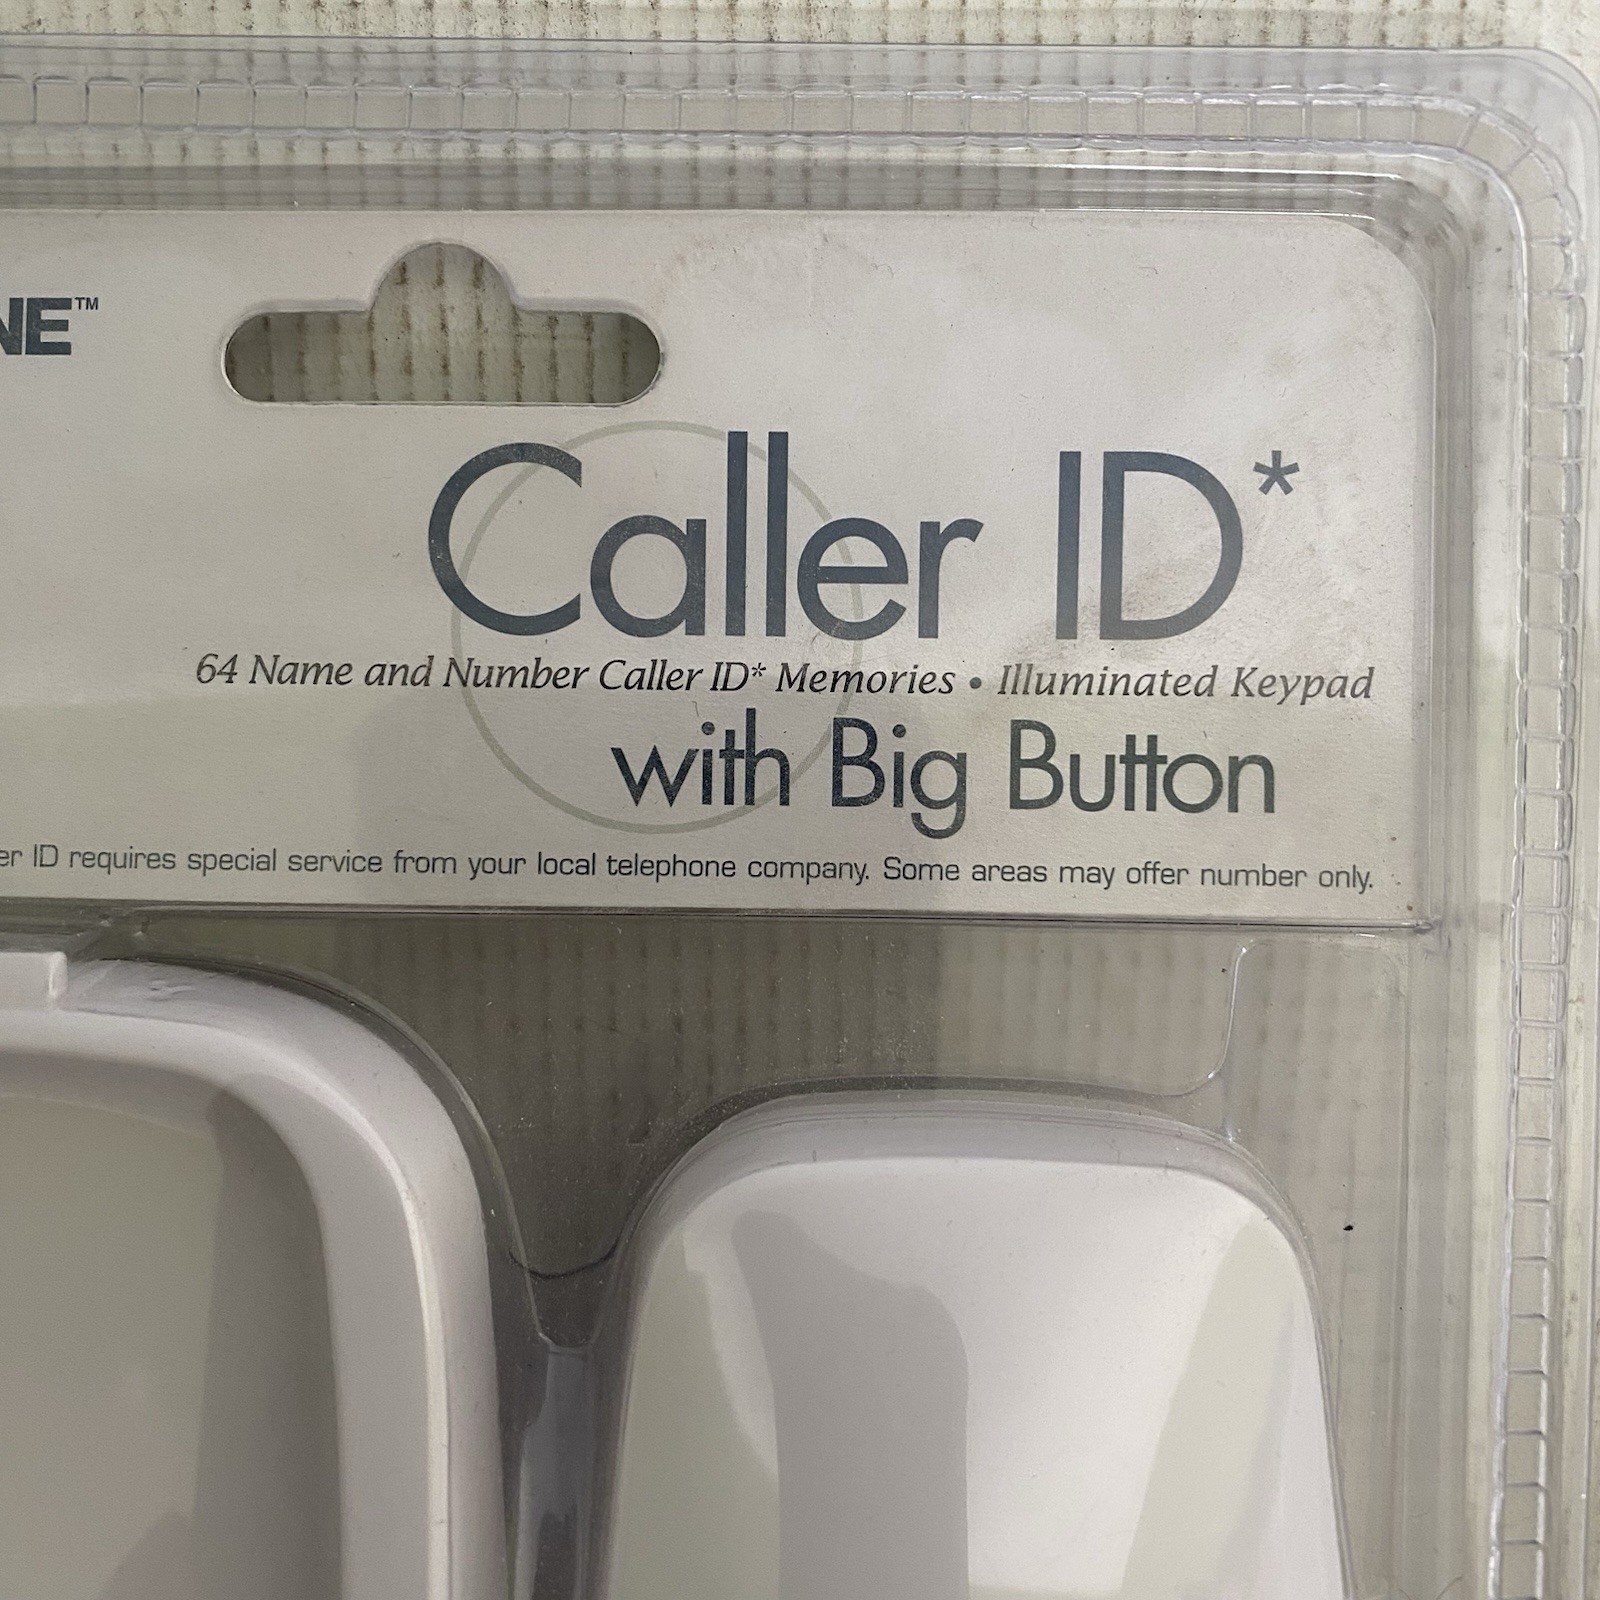 NE™
Caller ID*
64 Name and Number Caller ID* Memories • Illuminated Keypad
with Big Button
er ID requires special service from your local telephone company. Some areas may offer number only.